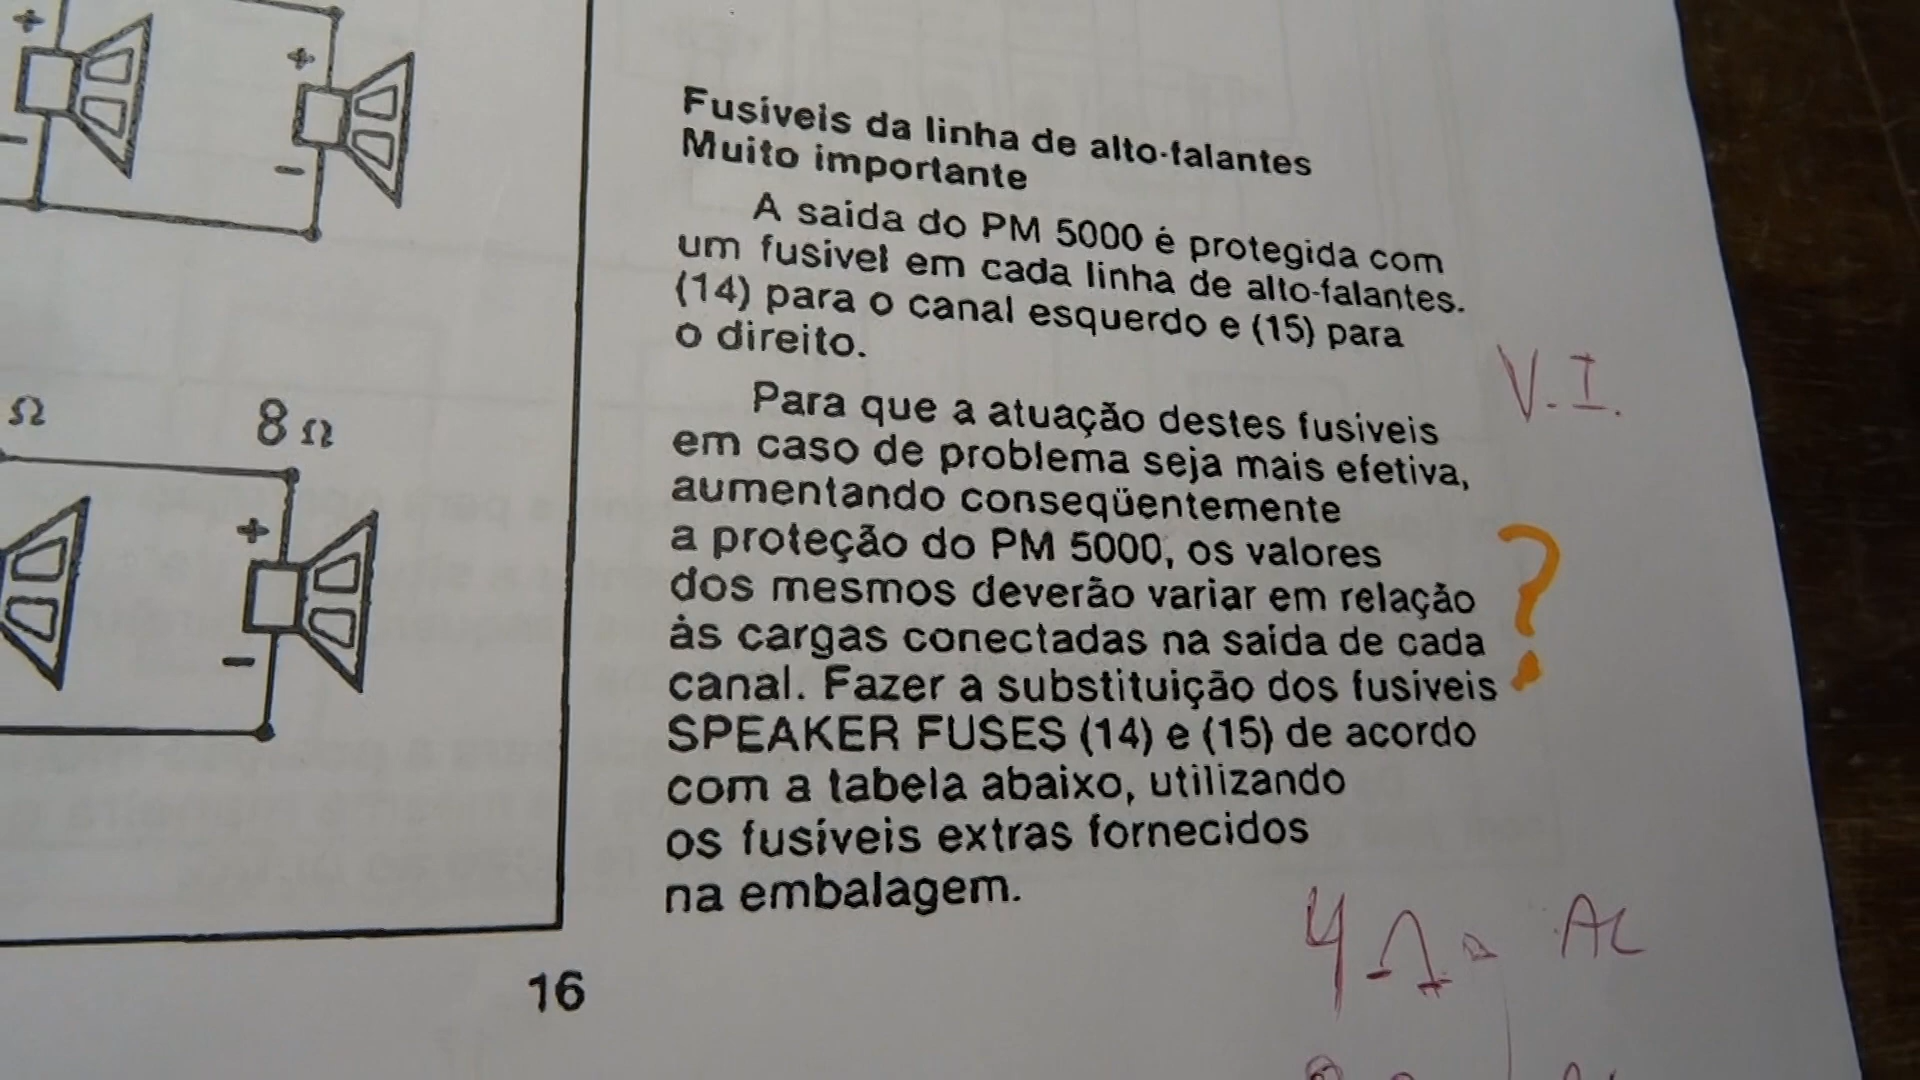 +
+
-
-
Ω
8 Ω
+
-
16
Fusíveis da linha de alto-falantes
Muito importante
A saída do PM 5000 é protegida com
um fusível em cada linha de alto-falantes.
(14) para o canal esquerdo e (15) para
o direito.
Para que a atuação destes fusíveis
em caso de problema seja mais efetiva,
aumentando conseqüentemente
a proteção do PM 5000, os valores
dos mesmos deverão variar em relação
às cargas conectadas na saída de cada
canal. Fazer a substituição dos fusíveis
SPEAKER FUSES (14) e (15) de acordo
com a tabela abaixo, utilizando
os fusíveis extras fornecidos
na embalagem.
V.I.
?
4 Ω